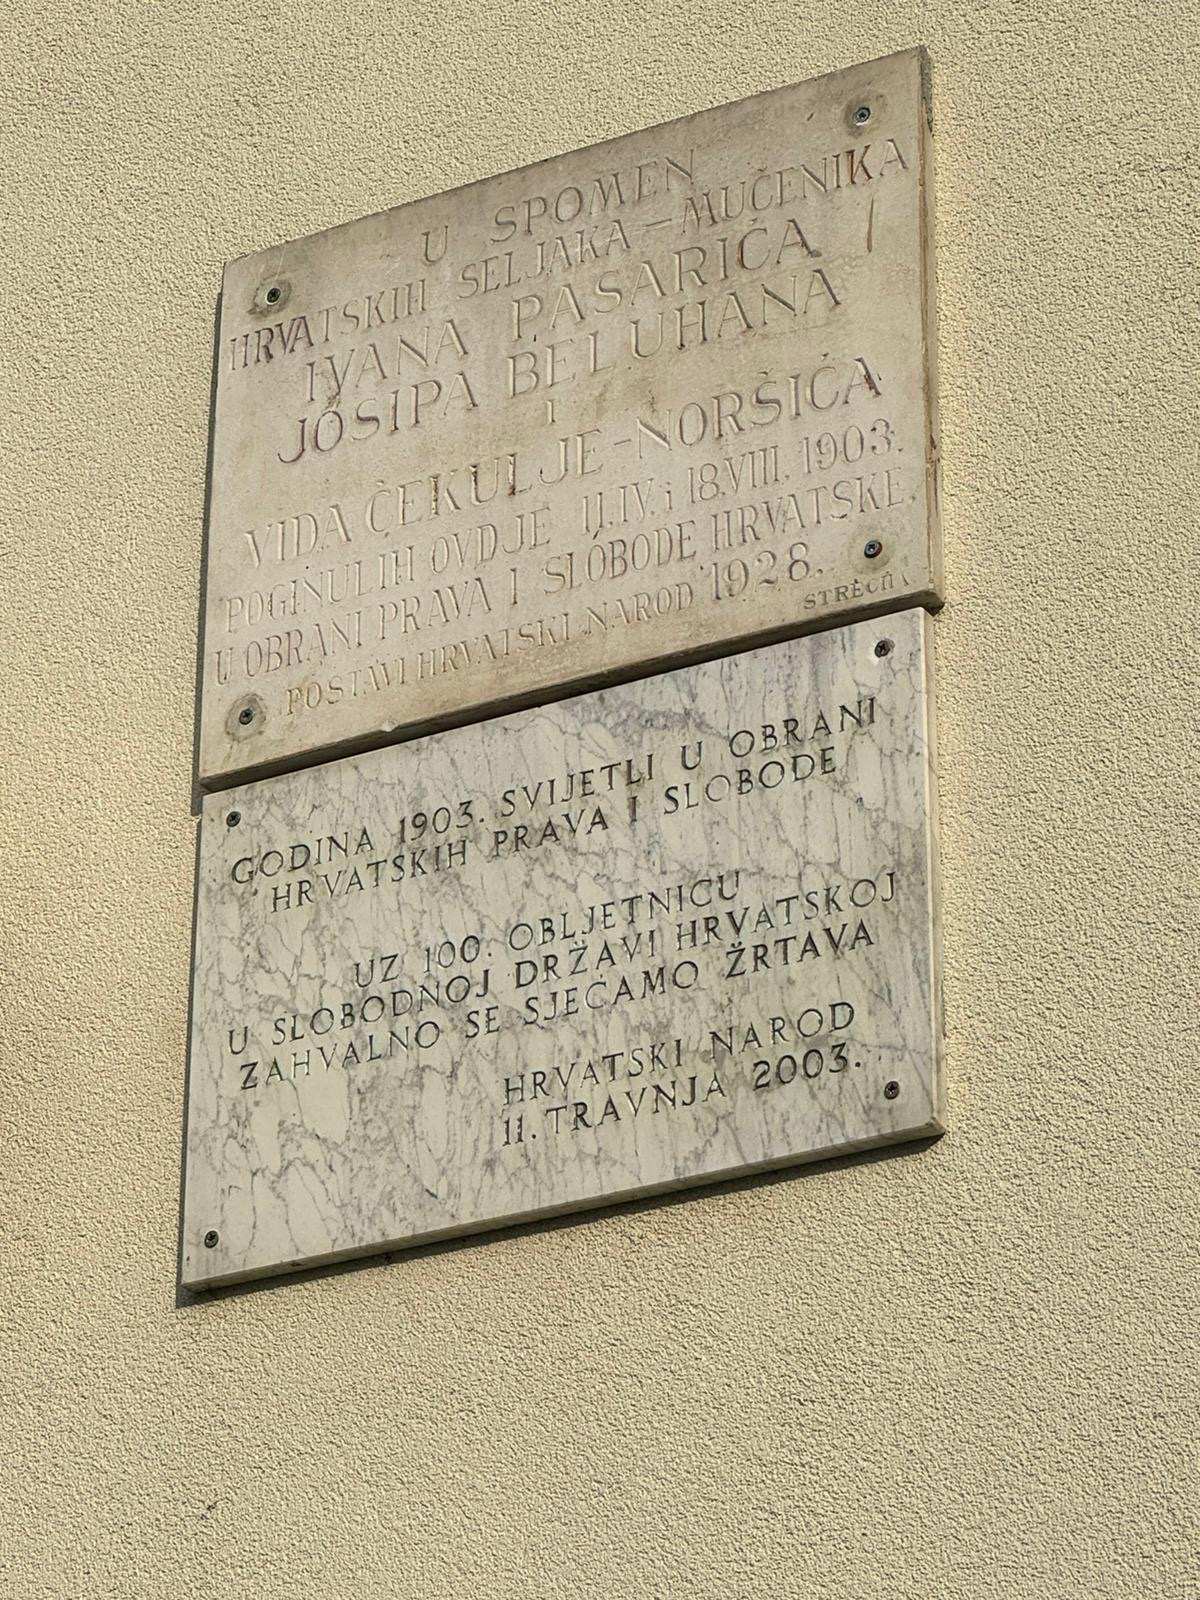 U SPOMEN
HRVATSKIH SELJAKA – MUČENIKA
IVANA PASARIĆA
JOSIPA BELUHANA
I
VIDA ČEKULJE – NORŠIĆA
POGINULIH OVDJE 11.IV. i 18.VIII. 1903.
U OBRANI PRAVA I SLOBODE HRVATSKE.
POSTAVI HRVATSKI NAROD 1928.
GODINA 1903. SVIJETLI U OBRANI
HRVATSKIH PRAVA I SLOBODE
UZ 100. OBLJETNICU
U SLOBODNOJ DRŽAVI HRVATSKOJ
ZAHVALNO SE SJEĆAMO ŽRTAVA
HRVATSKI NAROD
11. TRAVNJA 2003.